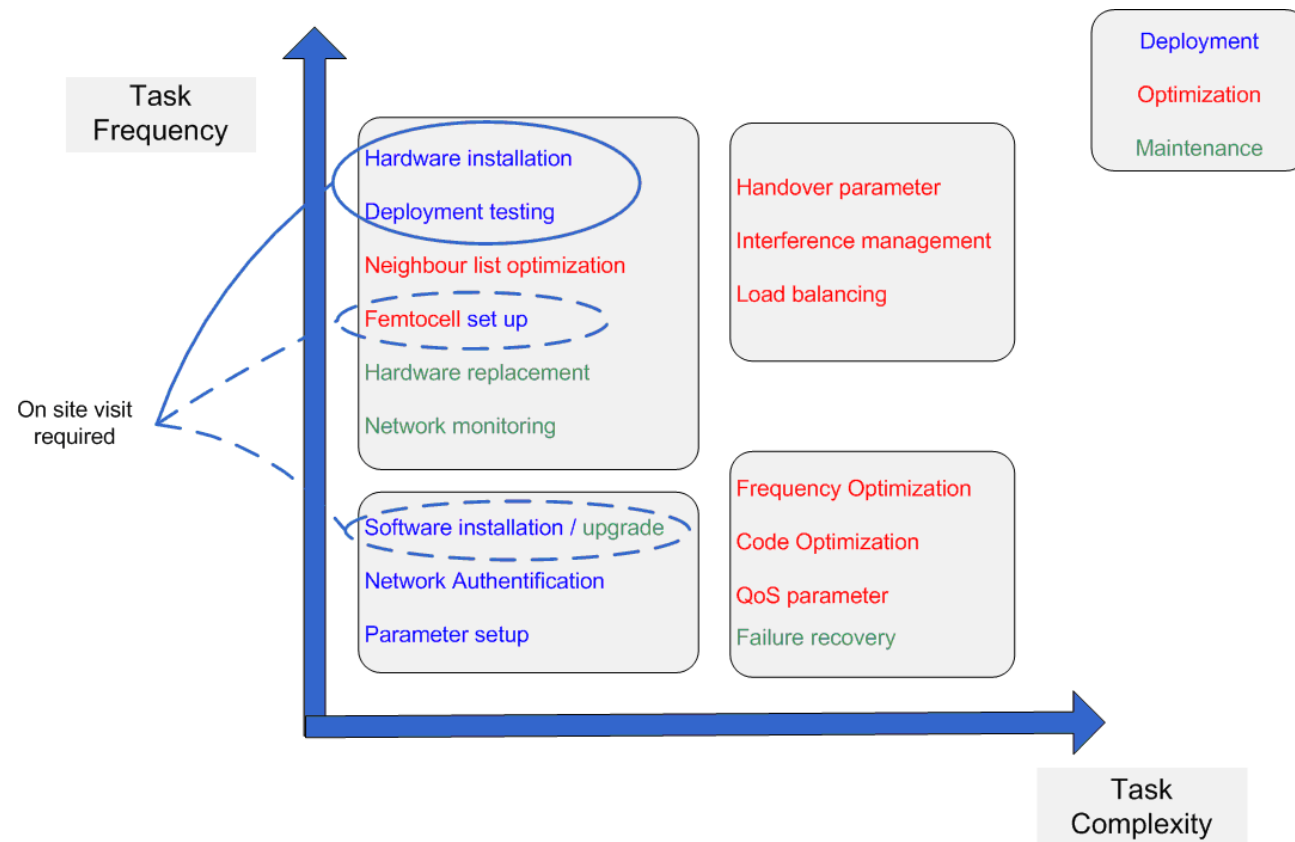 Task
Frequency
Deployment
Optimization
Maintenance
Hardware installation
Deployment testing
Neighbour list optimization
Femtocell set up
Hardware replacement
Network monitoring
Handover parameter
Interference management
Load balancing
On site visit
required
Software installation / upgrade
Network Authentification
Parameter setup
Frequency Optimization
Code Optimization
QoS parameter
Failure recovery
Task
Complexity